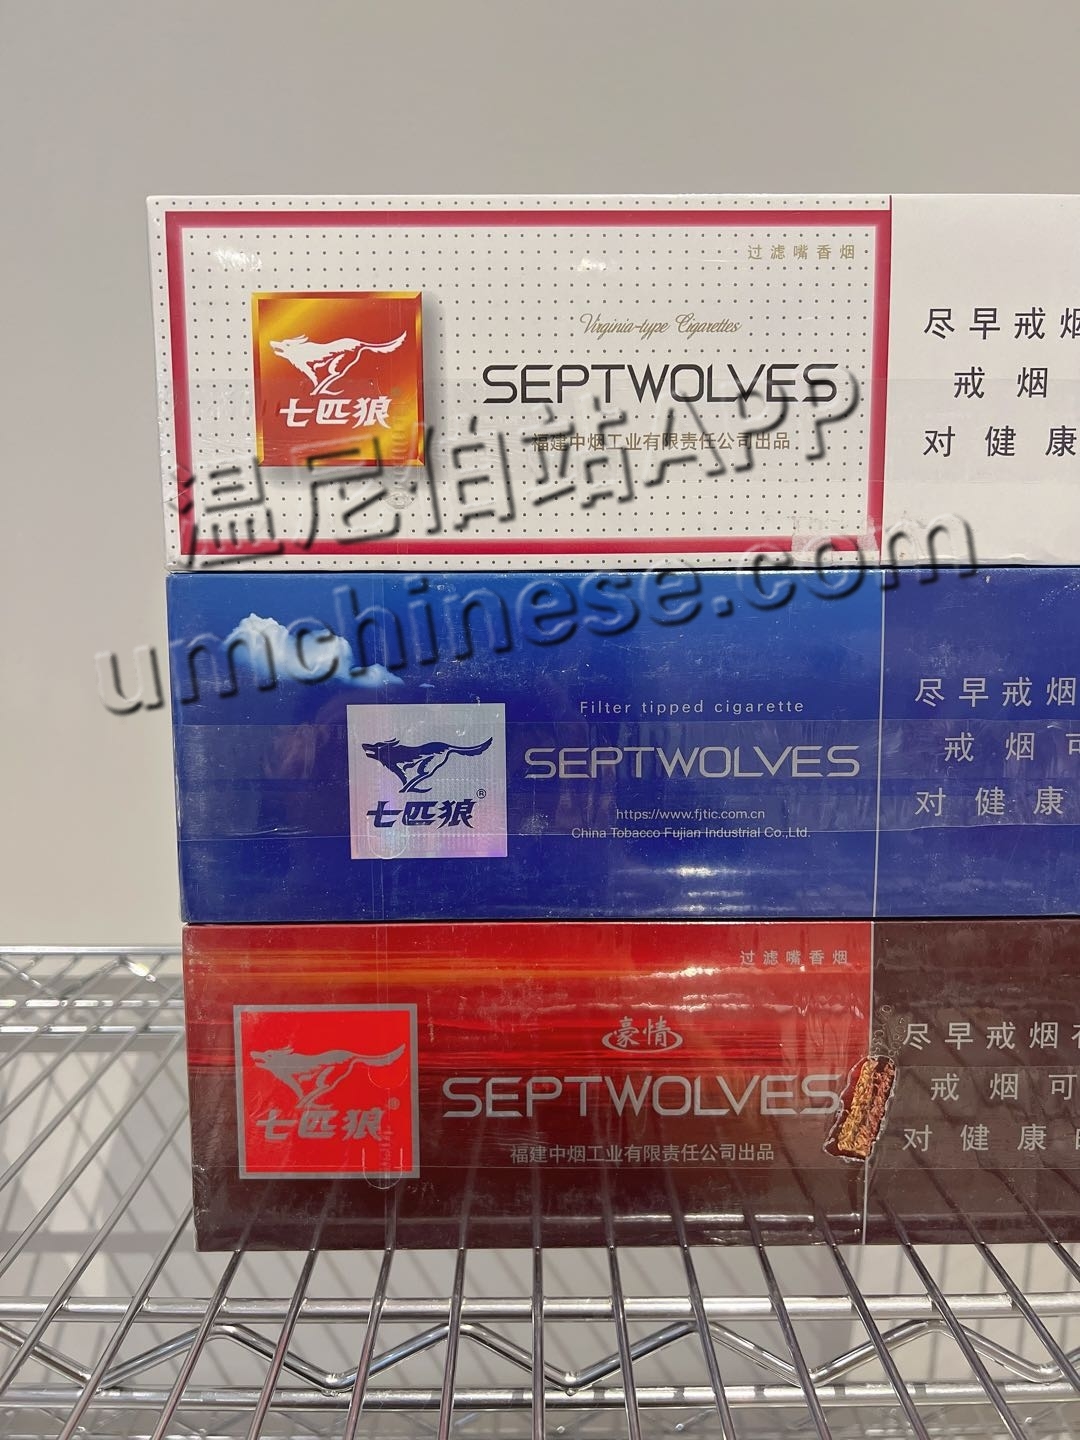 过滤嘴香烟
Virginia-type Cigarettes
七匹狼
SEPTWOLVES
福建中烟工业有限责任公司出品
尽早戒烟
戒烟
对健康
温尼伯站APP
umchinese.com
Filter tipped cigarette
七匹狼®
SEPTWOLVES
https://www.fjtic.com.cn
China Tobacco Fujian Industrial Co.,Ltd.
尽早戒烟
戒烟可
对健康
过滤嘴香烟
豪情
七匹狼®
SEPTWOLVES
福建中烟工业有限责任公司出品
尽早戒烟
戒烟可
对健康